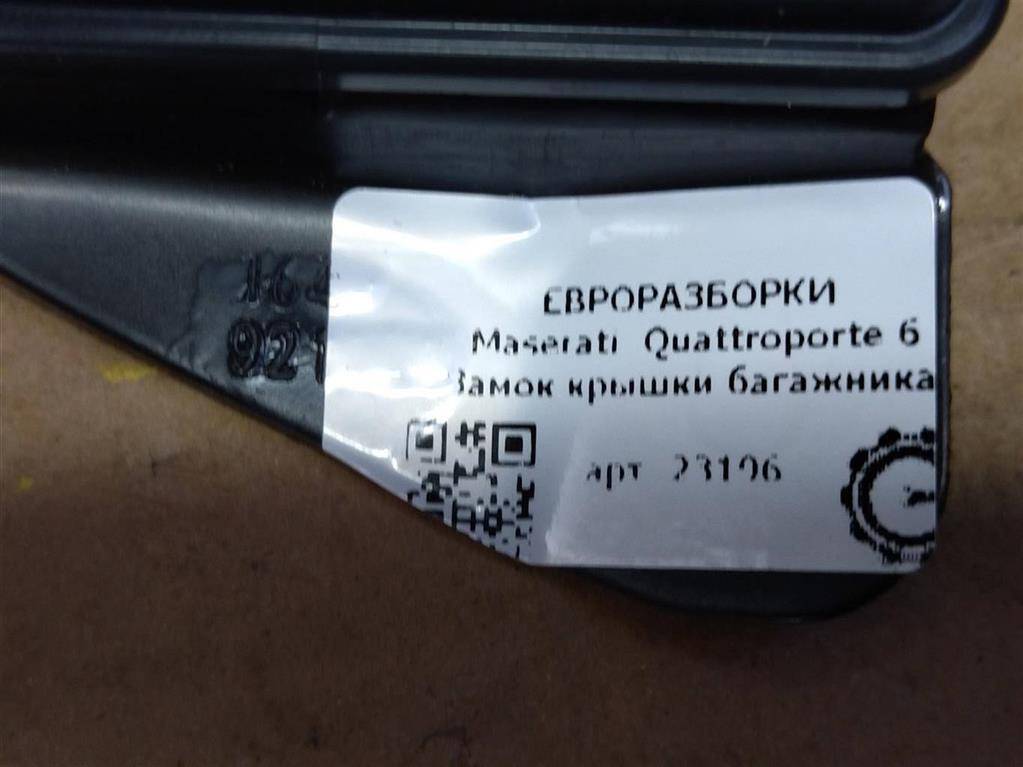 ЕВРОРАЗБОРКИ
Maserati Quattroporte 6
Замок крышки багажника
арт. 23196